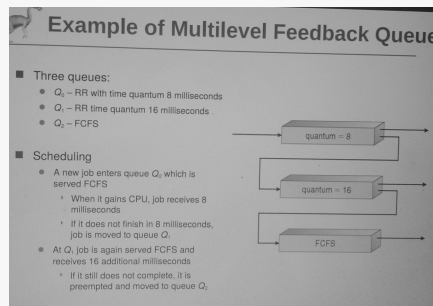 Example of Multilevel Feedback Queue
Three queues:
Q₀ – RR with time quantum 8 milliseconds
Q₁ – RR time quantum 16 milliseconds
Q₂ – FCFS
Scheduling
A new job enters queue Q₀ which is
served FCFS
When it gains CPU, job receives 8
milliseconds
If it does not finish in 8 milliseconds,
job is moved to queue Q₁
At Q₁ job is again served FCFS and
receives 16 additional milliseconds
If it still does not complete, it is
preempted and moved to queue Q₂
quantum = 8
quantum = 16
FCFS